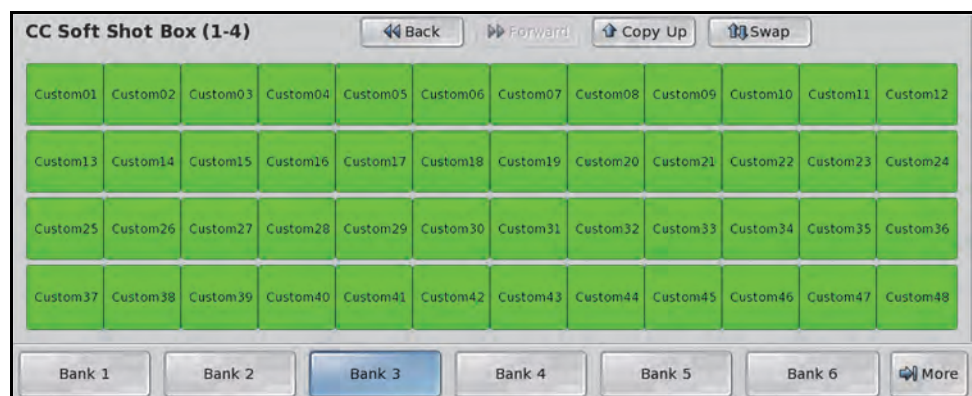 CC Soft Shot Box (1-4) Back Forward Copy Up Swap
Custom01 Custom02 Custom03 Custom04 Custom05 Custom06 Custom07 Custom08 Custom09 Custom10 Custom11 Custom12
Custom13 Custom14 Custom15 Custom16 Custom17 Custom18 Custom19 Custom20 Custom21 Custom22 Custom23 Custom24
Custom25 Custom26 Custom27 Custom28 Custom29 Custom30 Custom31 Custom32 Custom33 Custom34 Custom35 Custom36
Custom37 Custom38 Custom39 Custom40 Custom41 Custom42 Custom43 Custom44 Custom45 Custom46 Custom47 Custom48
Bank 1 Bank 2 Bank 3 Bank 4 Bank 5 Bank 6 More